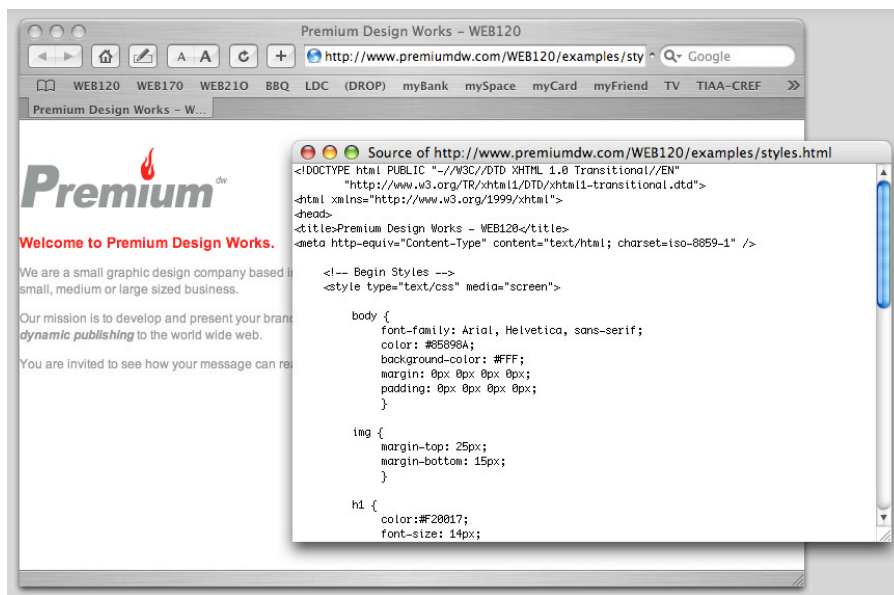 Premium Design Works – WEB120
A A
http://www.premiumdw.com/WEB120/examples/sty
Google
WEB120 WEB170 WEB210 BBQ LDC (DROP) myBank mySpace myCard myFriend TV TIAA-CREF »
Premium Design Works – W...
Premium dw
Welcome to Premium Design Works.
We are a small graphic design company based i
small, medium or large sized business.
Our mission is to develop and present your bran
dynamic publishing to the world wide web.
You are invited to see how your message can re
Source of http://www.premiumdw.com/WEB120/examples/styles.html
<!DOCTYPE html PUBLIC "-//W3C//DTD XHTML 1.0 Transitional//EN"
"http://www.w3.org/TR/xhtml1/DTD/xhtml1-transitional.dtd">
<html xmlns="http://www.w3.org/1999/xhtml">
<head>
<title>Premium Design Works - WEB120</title>
<meta http-equiv="Content-Type" content="text/html; charset=iso-8859-1" />
<!-- Begin Styles -->
<style type="text/css" media="screen">
body {
font-family: Arial, Helvetica, sans-serif;
color: #85898A;
background-color: #FFF;
margin: 0px 0px 0px 0px;
padding: 0px 0px 0px 0px;
}
img {
margin-top: 25px;
margin-bottom: 15px;
}
h1 {
color:#F20017;
font-size: 14px;